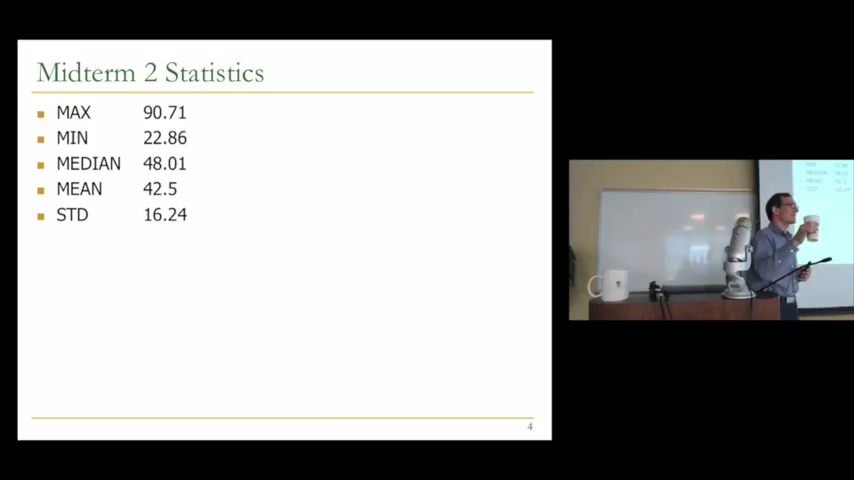 Midterm 2 Statistics
MAX 90.71
MIN 22.86
MEDIAN 48.01
MEAN 42.5
STD 16.24
4